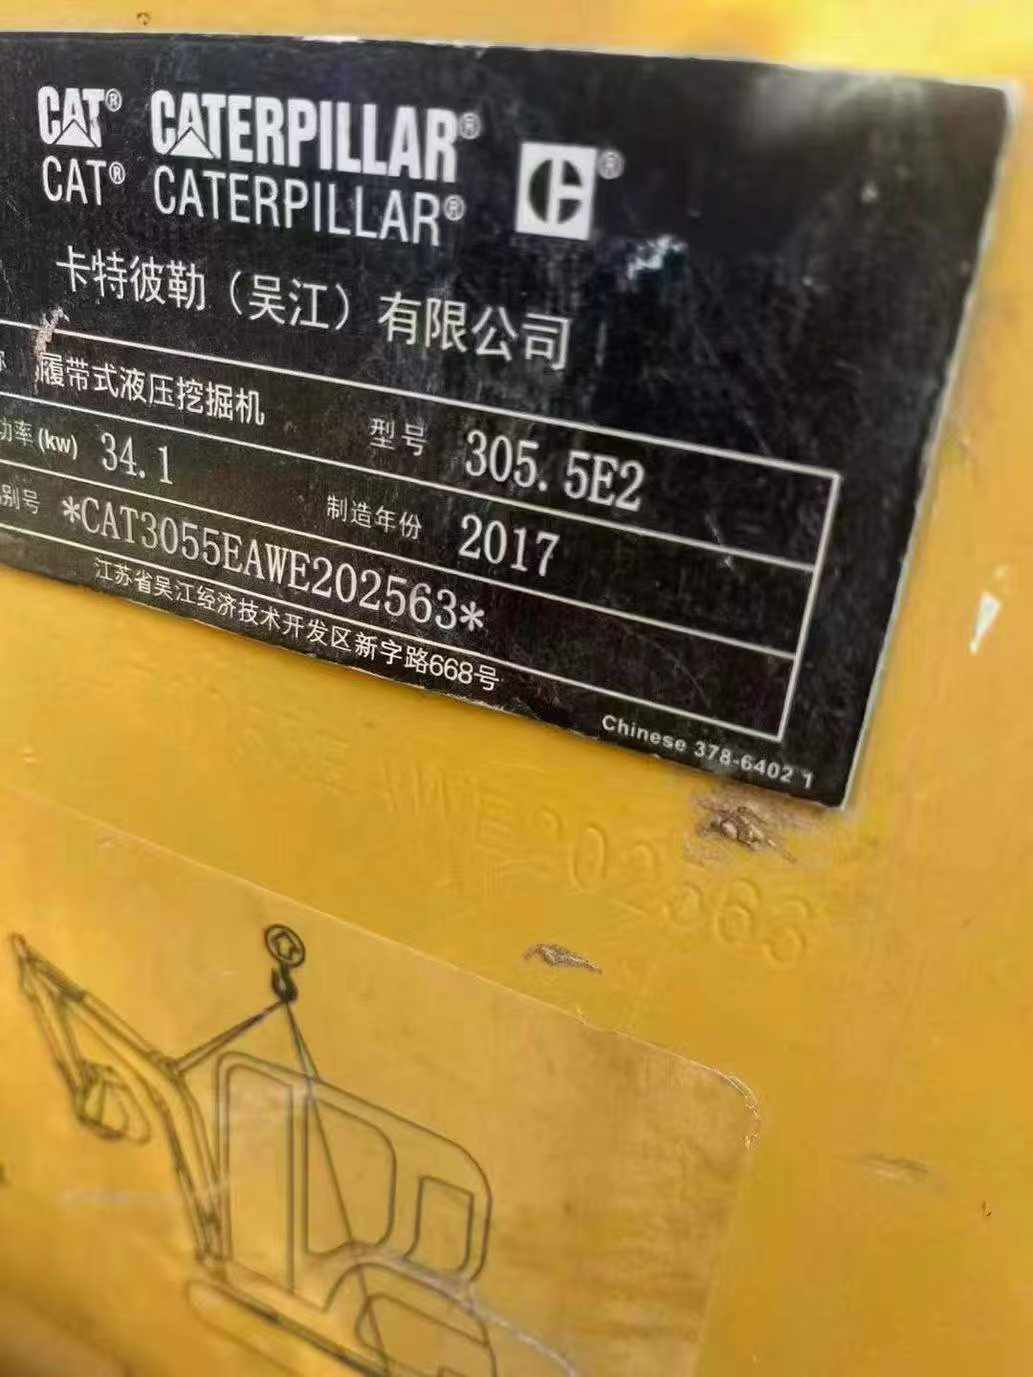 CAT® CATERPILLAR®
CAT® CATERPILLAR®
卡特彼勒（吴江）有限公司
称 履带式液压挖掘机 型号 305.5E2
功率(kw) 34.1 制造年份 2017
别号 *CAT3055EAWE202563*
江苏省吴江经济技术开发区新字路668号
Chinese 378-6402 1
AWE202563